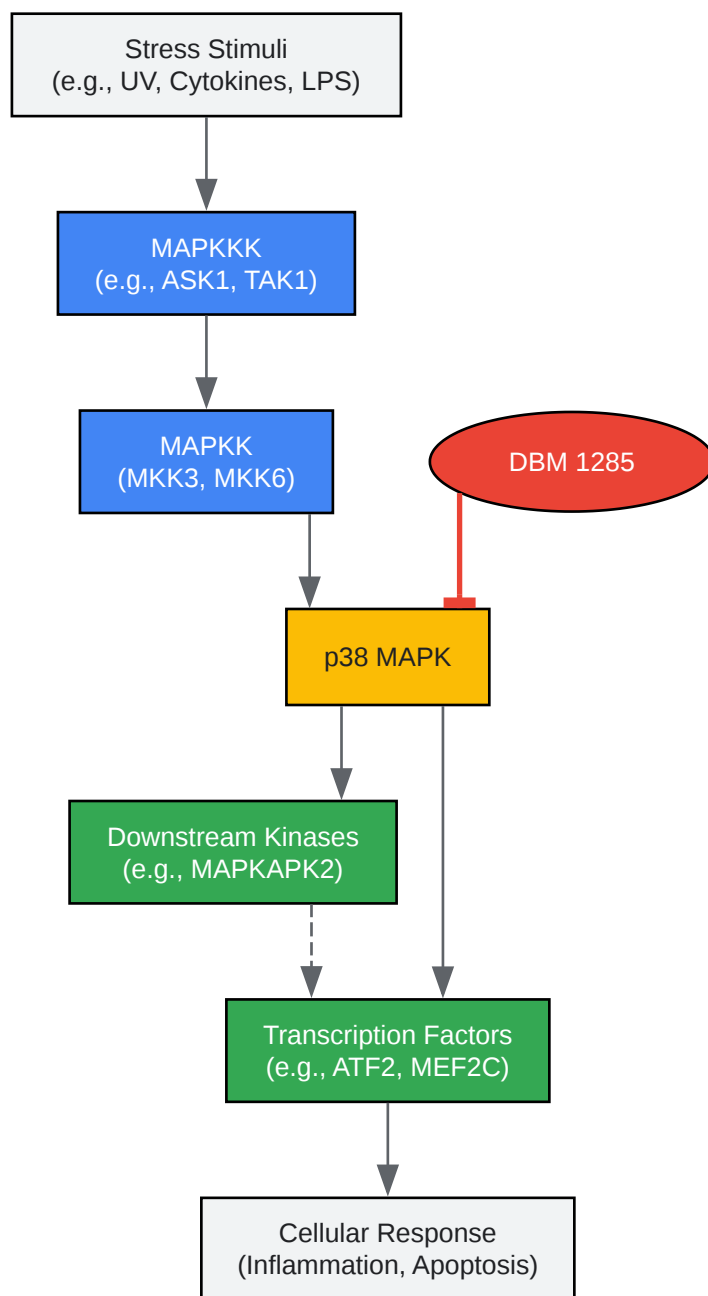 Stress Stimuli
(e.g., UV, Cytokines, LPS)
MAPKKK
(e.g., ASK1, TAK1)
MAPKK
(MKK3, MKK6)
DBM 1285
p38 MAPK
Downstream Kinases
(e.g., MAPKAPK2)
Transcription Factors
(e.g., ATF2, MEF2C)
Cellular Response
(Inflammation, Apoptosis)